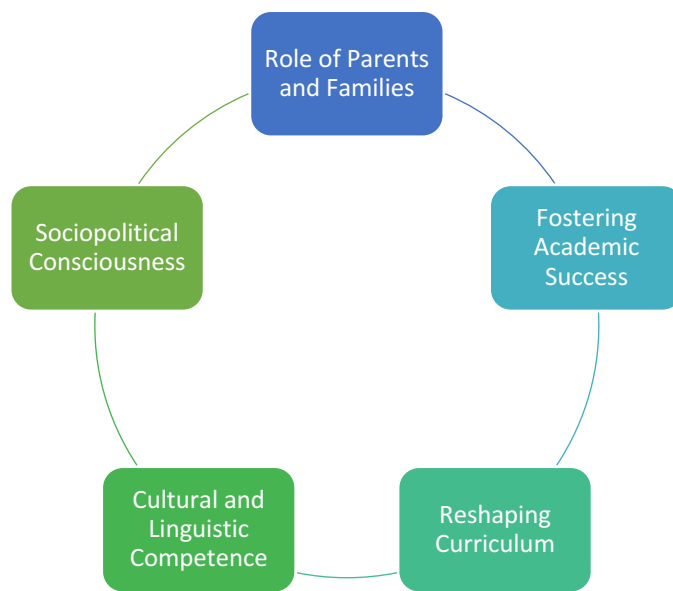 Role of Parents
and Families
Fostering
Academic
Success
Reshaping
Curriculum
Cultural and
Linguistic
Competence
Sociopolitical
Consciousness